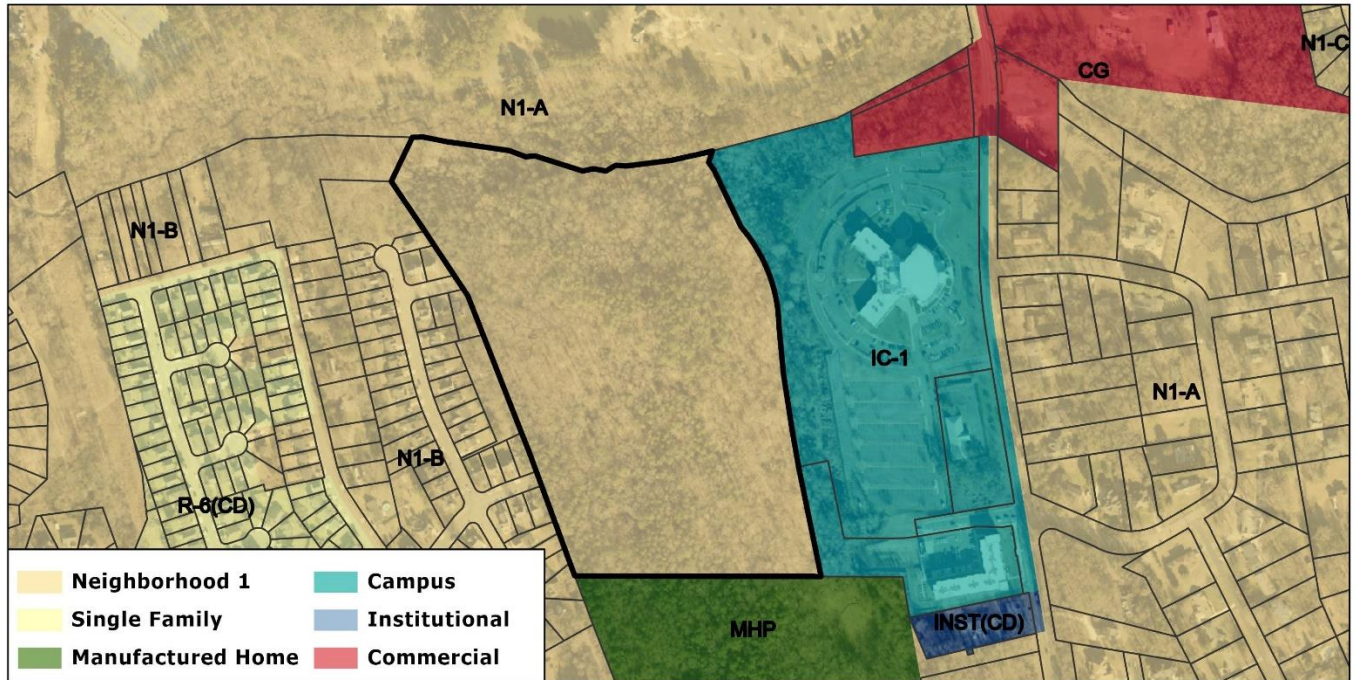 N1-C
CG
N1-A
N1-B
IC-1
N1-A
N1-B
R-6(CD)
INST(CD)
MHP
Neighborhood 1
Single Family
Manufactured Home
Campus
Institutional
Commercial